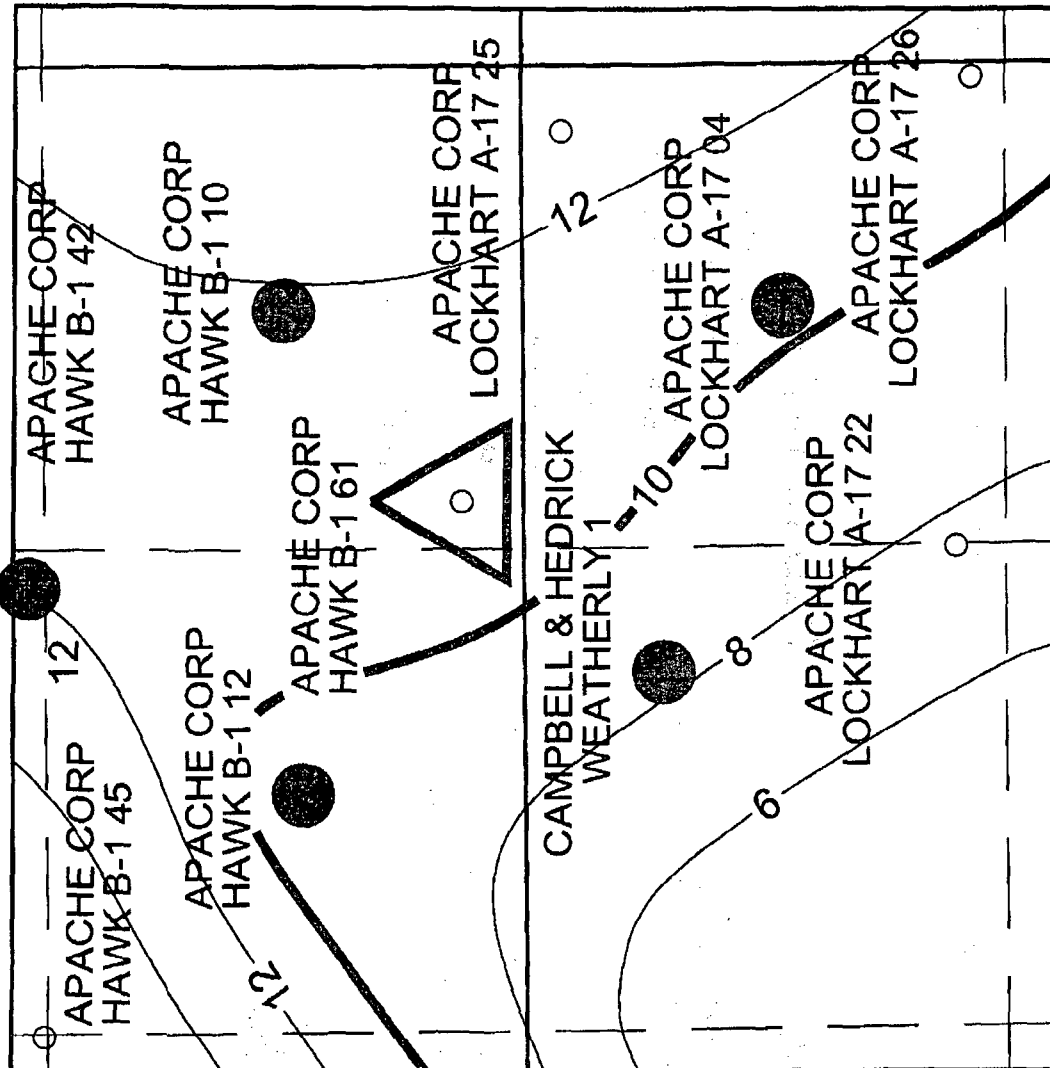 APACHE CORP
HAWK B-1 42
APACHE CORP
HAWK B-1 10
APACHE CORP
LOCKHART A-17 25
APACHE CORP
LOCKHART A-17 04
APACHE CORP
LOCKHART A-17 26
12
APACHE CORP
HAWK B-1 61
CAMPBELL & HEDRICK
WEATHERLY 1
10
APACHE CORP
LOCKHART A-17 22
12
APACHE CORP
HAWK B-1 12
8
6
APACHE CORP
HAWK B-1 45
12